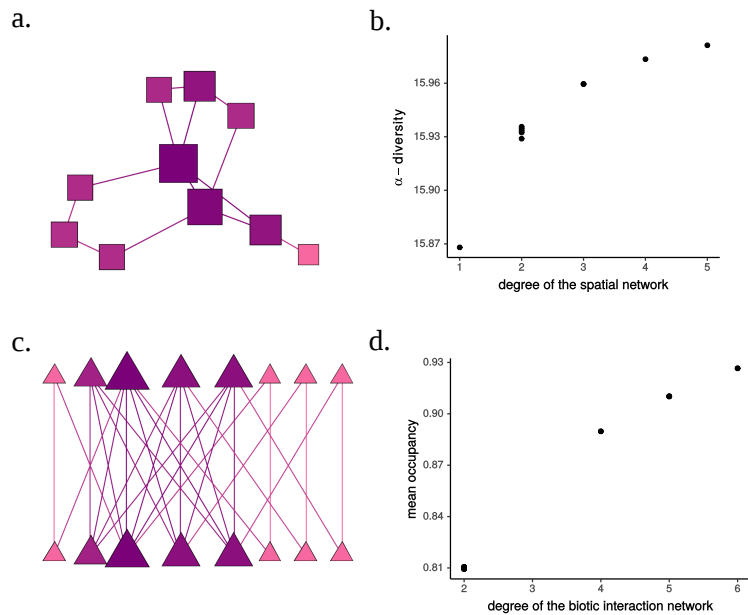 a.
b.
15.96
15.93
15.90
15.87
α − diversity
1 2 3 4 5
degree of the spatial network
c.
d.
0.93
0.90
0.87
0.84
0.81
mean occupancy
2 3 4 5 6
degree of the biotic interaction network